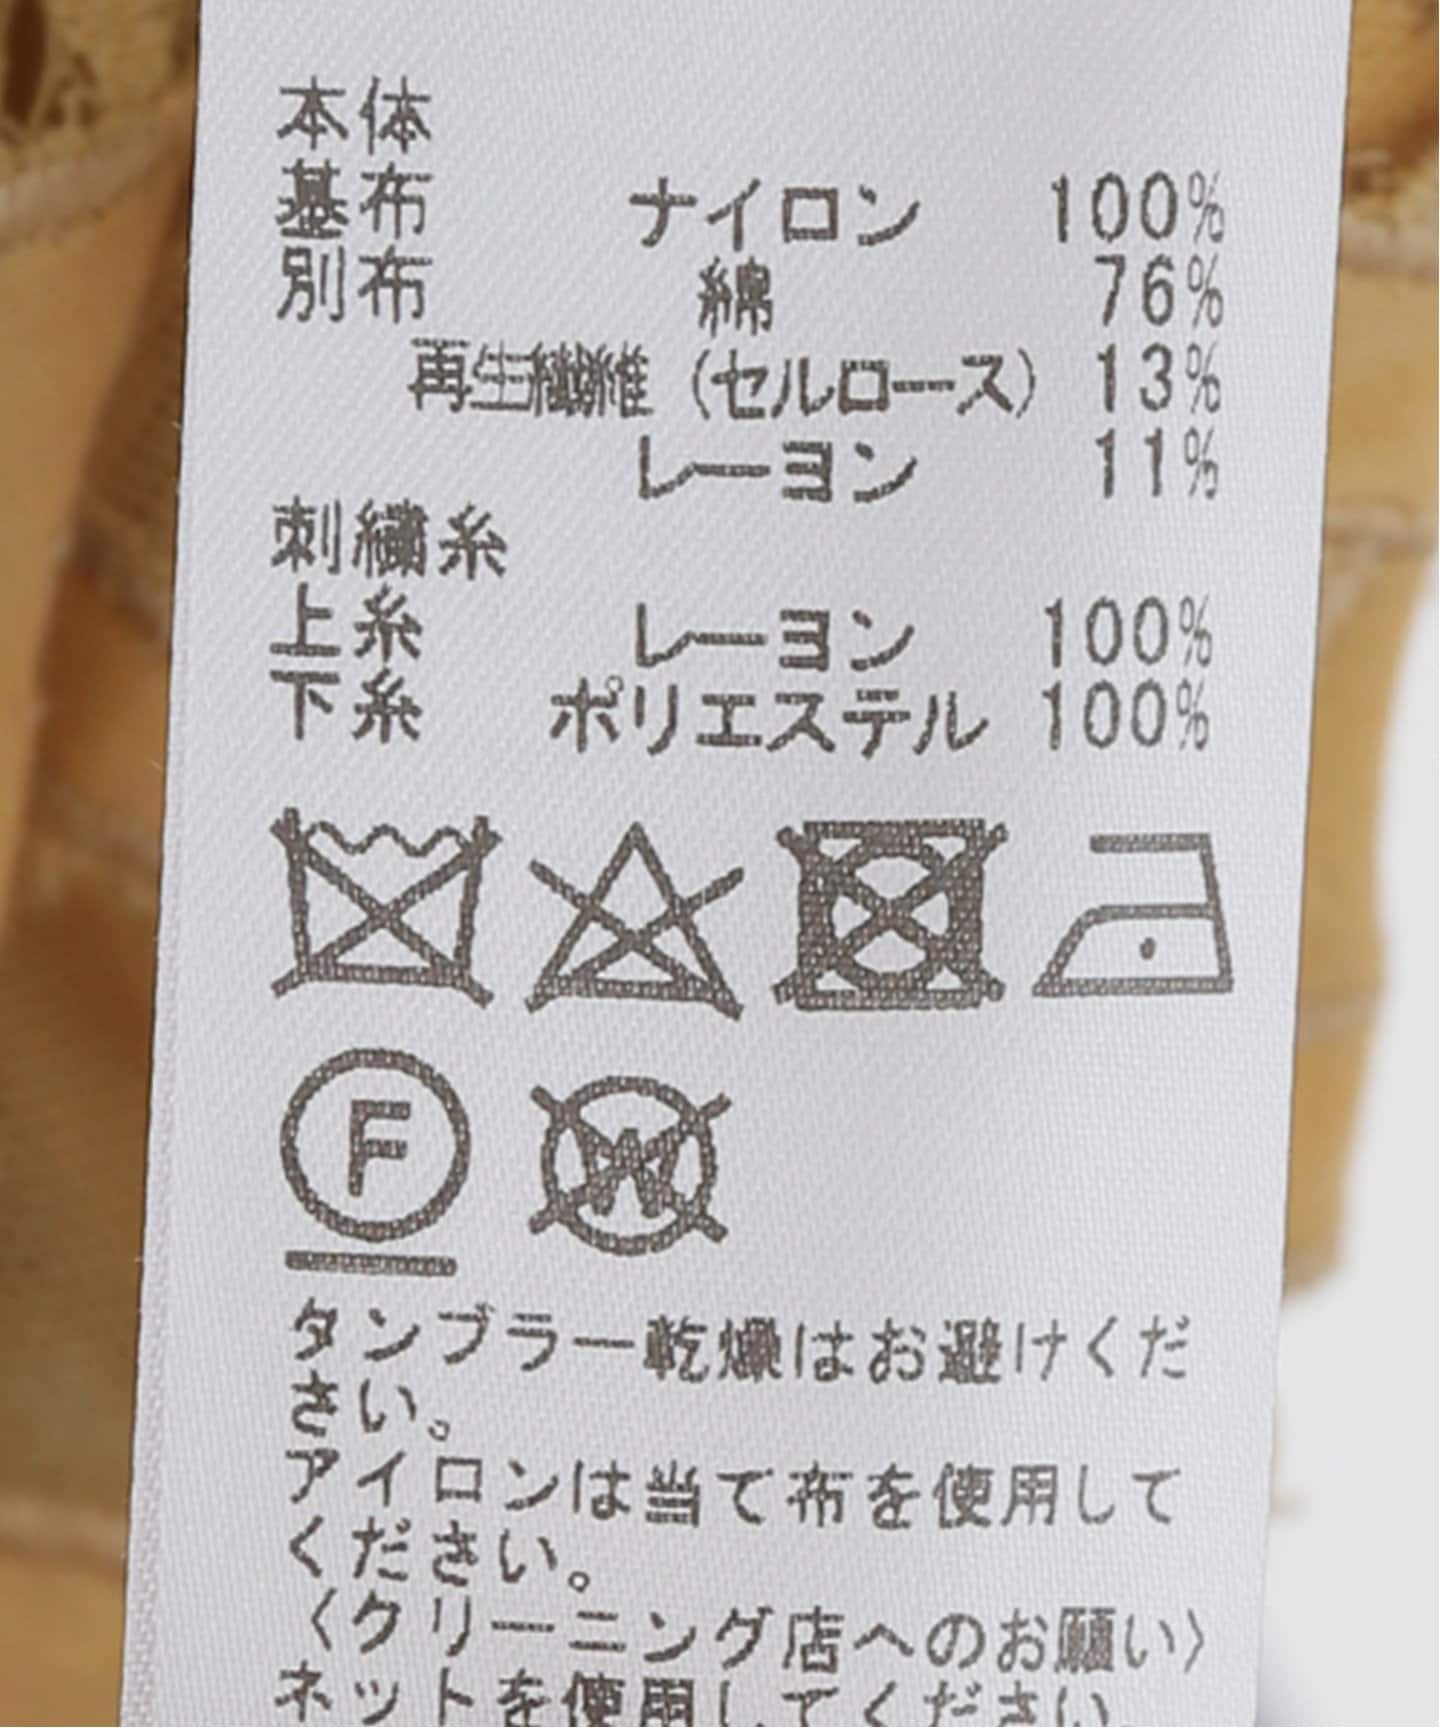 本体
基布 ナイロン 100%
別布 綿 76%
再生繊維(セルロース) 13%
レーヨン 11%
刺繍糸
上糸 レーヨン 100%
下糸 ポリエステル 100%
F W
タンブラー乾燥はお避けくだ
さい。
アイロンは当て布を使用して
ください。
〈クリーニング店へのお願い〉
ネットを使用してください。